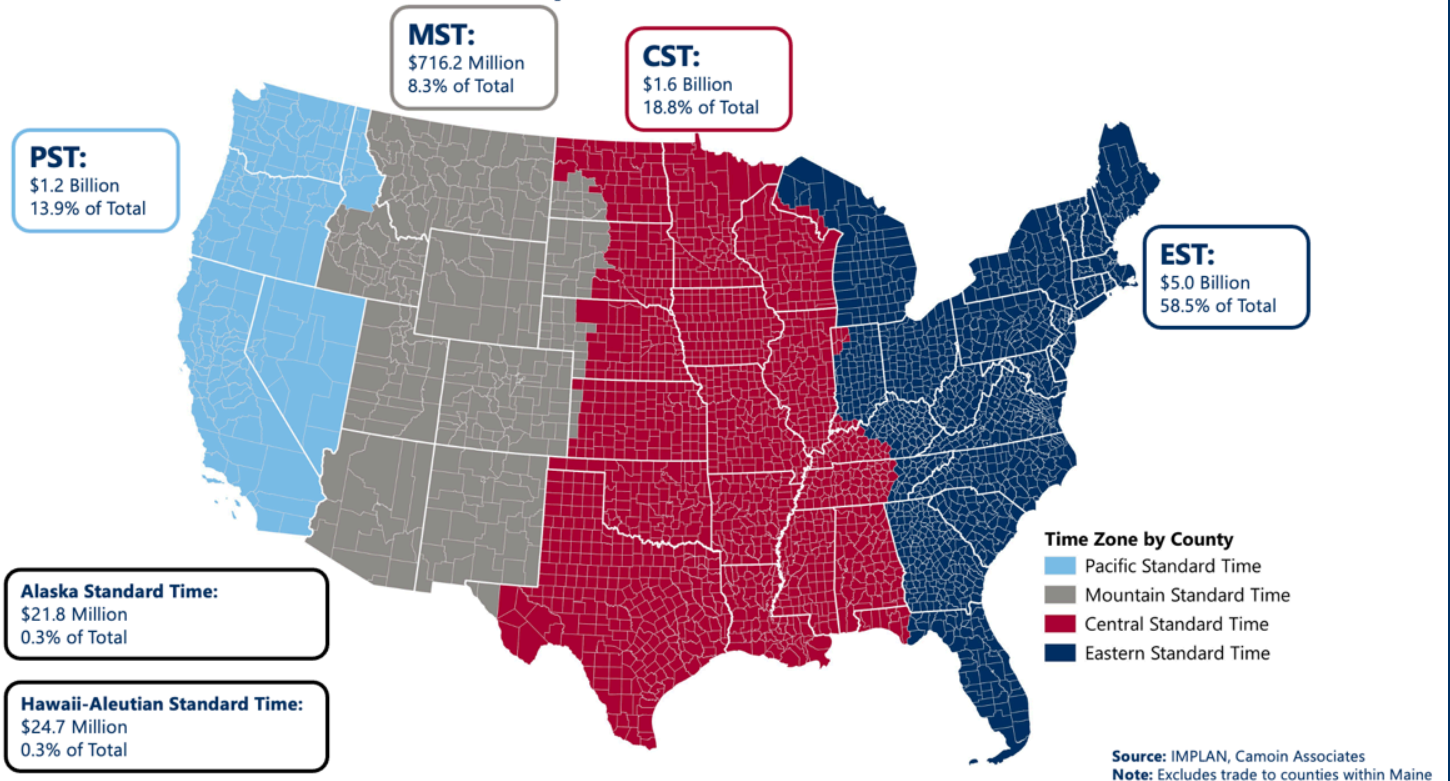 MST:
$716.2 Million
8.3% of Total
CST:
$1.6 Billion
18.8% of Total
PST:
$1.2 Billion
13.9% of Total
EST:
$5.0 Billion
58.5% of Total
Time Zone by County
Pacific Standard Time
Mountain Standard Time
Central Standard Time
Eastern Standard Time
Alaska Standard Time:
$21.8 Million
0.3% of Total
Hawaii-Aleutian Standard Time:
$24.7 Million
0.3% of Total
Source: IMPLAN, Camoin Associates
Note: Excludes trade to counties within Maine